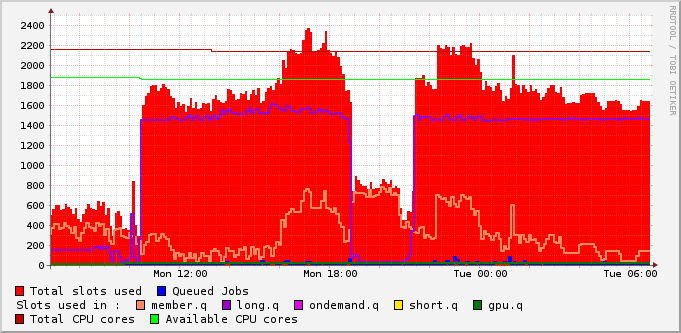 2400
2200
2000
1800
1600
1400
1200
1000
800
600
400
200
0
Mon 12:00 Mon 18:00 Tue 00:00 Tue 06:00
RRDTOOL / TOBI OETIKER
Total slots used Queued Jobs
Slots used in : member.q long.q ondemand.q short.q gpu.q
Total CPU cores Available CPU cores